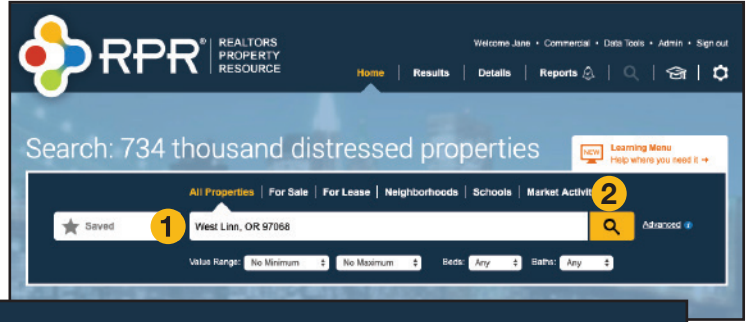 RPR® REALTORS
PROPERTY
RESOURCE
Welcome Jane • Commercial • Data Tools • Admin • Sign out
Home | Results | Details | Reports
Search: 734 thousand distressed properties
NEW Learning Menu
Help where you need it →
All Properties | For Sale | For Lease | Neighborhoods | Schools | Market Activit
2
Saved
1
West Linn, OR 97068
Advanced
Value Range: No Minimum No Maximum Beds: Any Baths: Any